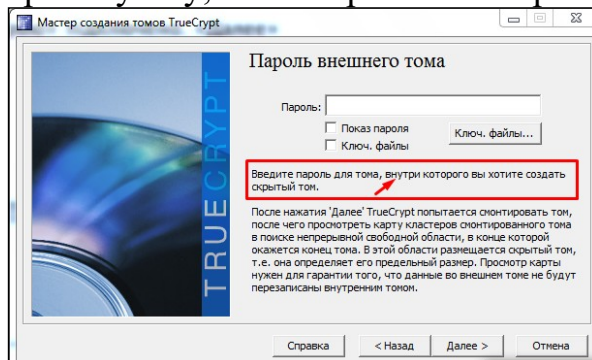 Мастер создания томов TrueCrypt
Пароль внешнего тома
Пароль:
Показ пароля
Ключ. файлы
Ключ. файлы...
Введите пароль для тома, внутри которого вы хотите создать
скрытый том.
После нажатия 'Далее' TrueCrypt попытается смонтировать том,
после чего просмотреть карту кластеров смонтированного тома
в поиске непрерывной свободной области, в конце которой
окажется конец тома. В этой области размещается скрытый том,
т.е. она определяет его предельный размер. Просмотр карты
нужен для гарантии того, что данные во внешнем томе не будут
перезаписаны внутренним томом.
TRUECRYPT
Справка
< Назад
Далее >
Отмена